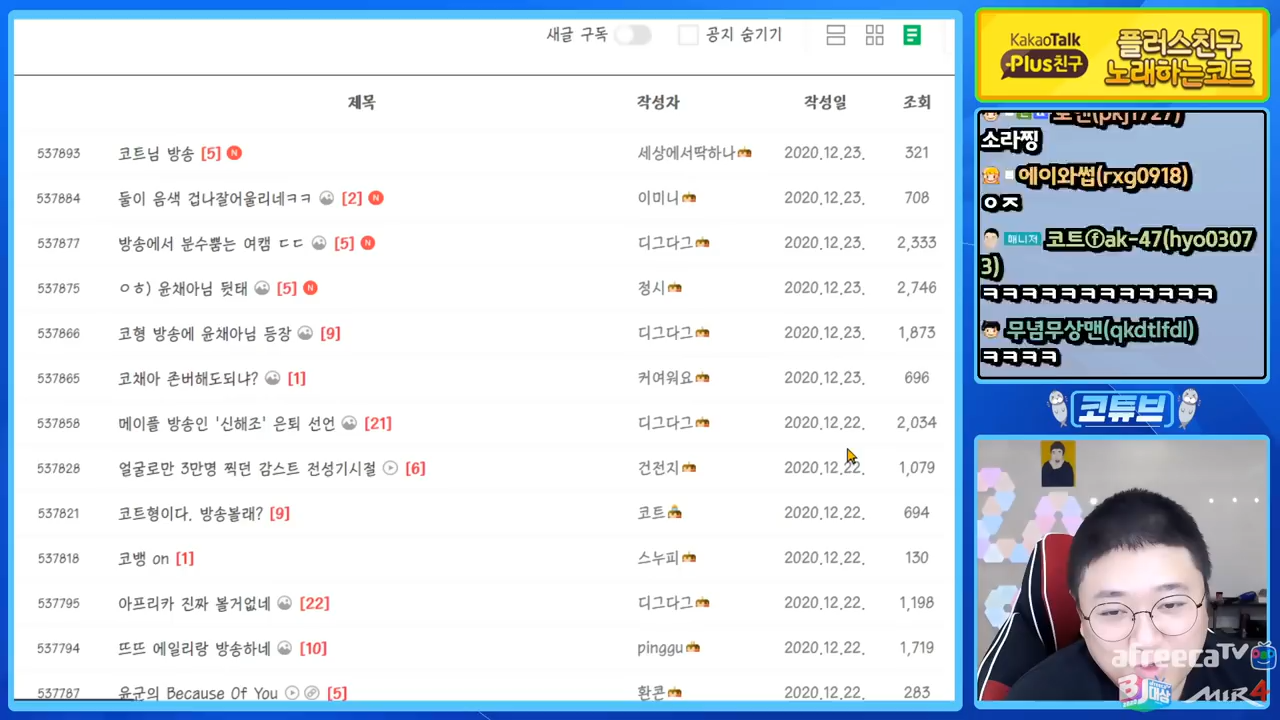 새글 구독 공지 숨기기
제목 작성자 작성일 조회
537893 코트님 방송 [5] N 세상에서딱하나 2020.12.23. 321
537884 둘이 음색 겁나잘어울리네ㅋㅋ [2] N 이미니 2020.12.23. 708
537877 방송에서 분수뿜는 여캠 ㄷㄷ [5] N 디그다그 2020.12.23. 2,333
537875 ㅇㅎ) 윤채아님 뒷태 [5] N 정시 2020.12.23. 2,746
537866 코형 방송에 윤채아님 등장 [9] 디그다그 2020.12.23. 1,873
537865 코채아 존버해도되냐? [1] 커여워요 2020.12.23. 696
537858 메이플 방송인 '신해조' 은퇴 선언 [21] 디그다그 2020.12.22. 2,034
537828 얼굴로만 3만명 찍던 감스트 전성기시절 [6] 건전지 2020.12.22. 1,079
537821 코트형이다. 방송볼래? [9] 코트 2020.12.22. 694
537818 코뱅 on [1] 스누피 2020.12.22. 130
537795 아프리카 진짜 볼거없네 [22] 디그다그 2020.12.22. 1,198
537794 뜨뜨 에일리랑 방송하네 [10] pinggu 2020.12.22. 1,719
537787 윤군의 Because Of You [5] 환콘 2020.12.22. 283
KakaoTalk
Plus친구
플러스친구
노래하는코트
(pkj1727)
소라찡
에이와썹(rxg0918)
ㅇㅈ
매니저 코트ⓕak-47(hyo0307
3)
ㅋㅋㅋㅋㅋㅋㅋㅋㅋㅋㅋㅋ
무념무상맨(qkdtlfdl)
ㅋㅋㅋㅋ
코튜브
afreecaTV
BJ대상
MIR4